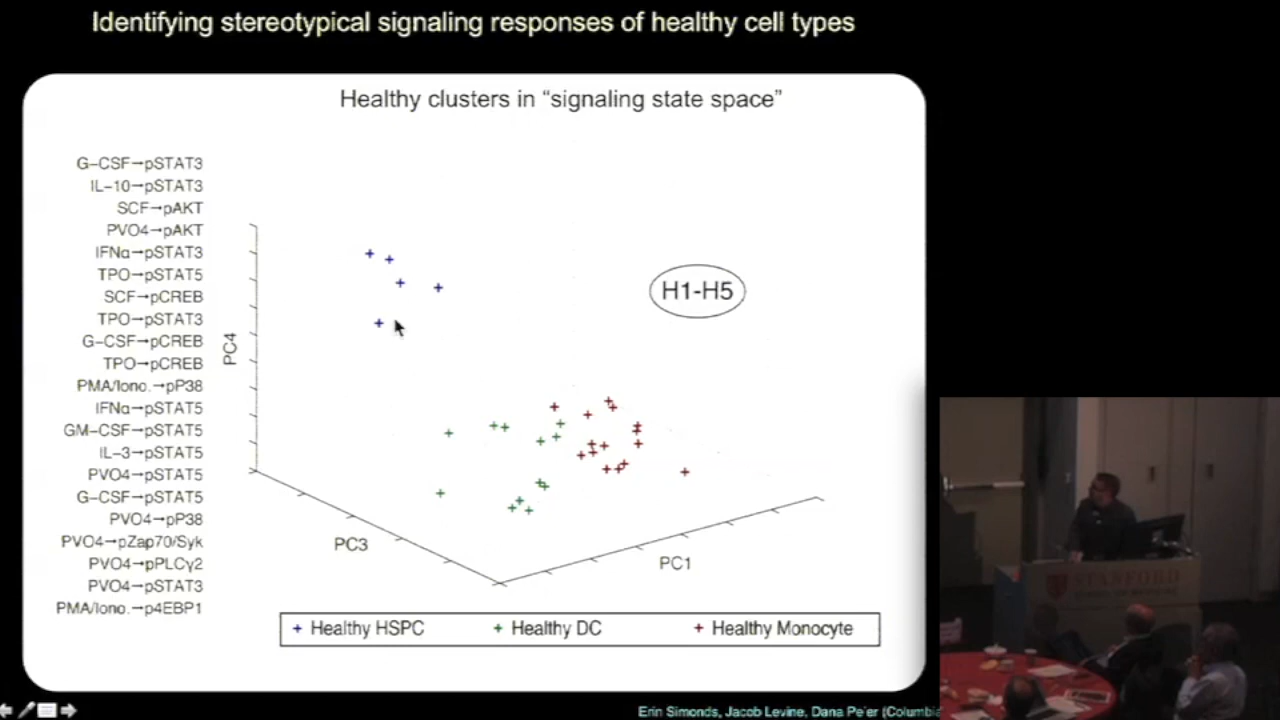 Identifying stereotypical signaling responses of healthy cell types
Healthy clusters in “signaling state space”
G−CSF→pSTAT3
IL−10→pSTAT3
SCF→pAKT
PVO4→pAKT
IFNα→pSTAT3
TPO→pSTAT5
SCF→pCREB
TPO→pSTAT3
G−CSF→pCREB
TPO→pCREB
PMA/Iono.→pP38
IFNα→pSTAT5
GM−CSF→pSTAT5
IL−3→pSTAT5
PVO4→pSTAT5
G−CSF→pSTAT5
PVO4→pP38
PVO4→pZap70/Syk
PVO4→pPLCγ2
PVO4→pSTAT3
PMA/Iono.→p4EBP1
H1-H5
PC4
PC3
PC1
Healthy HSPC
Healthy DC
Healthy Monocyte
STANFORD
Erin Simonds, Jacob Levine, Dana Pe'er (Columbia